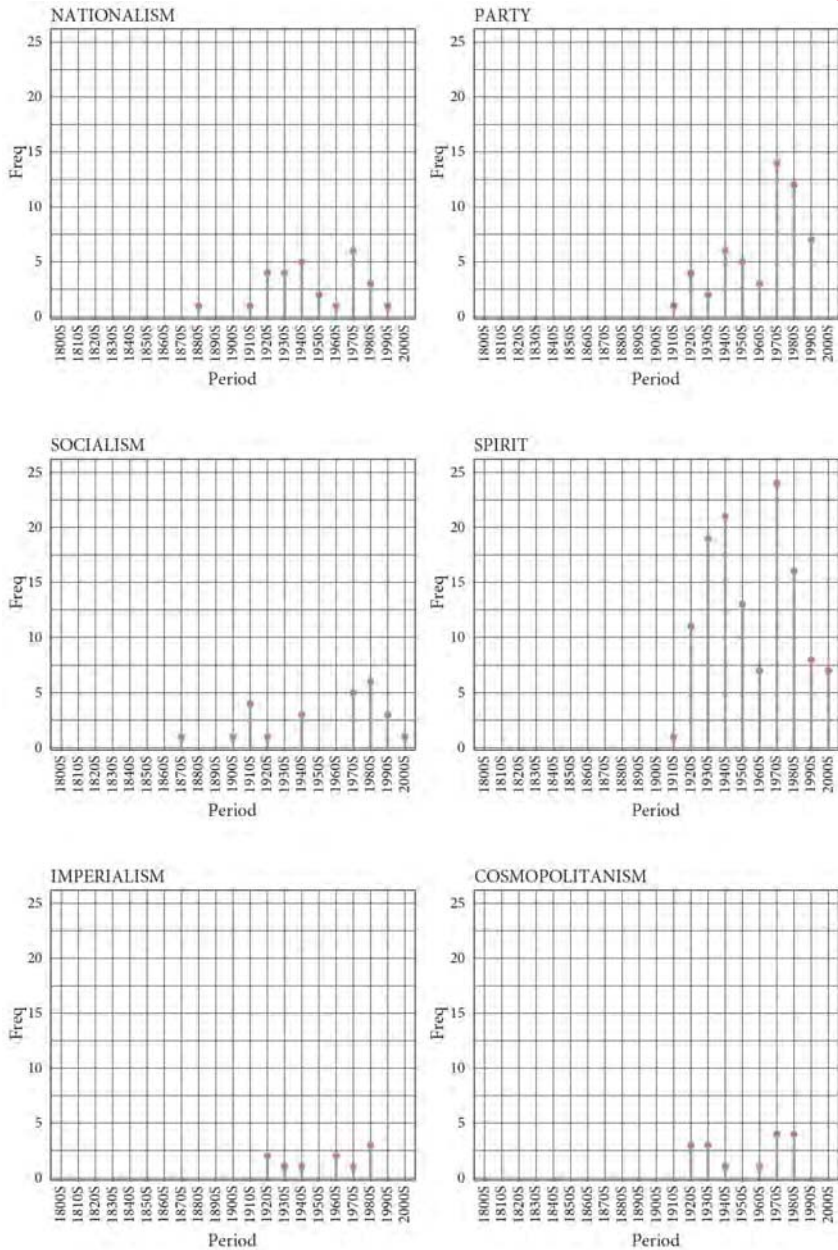 NATIONALISM
25
20
15
10
5
0
Freq
1800S 1810S 1820S 1830S 1840S 1850S 1860S 1870S 1880S 1890S 1900S 1910S 1920S 1930S 1940S 1950S 1960S 1970S 1980S 1990S 2000S
Period
PARTY
25
20
15
10
5
0
Freq
1800S 1810S 1820S 1830S 1840S 1850S 1860S 1870S 1880S 1890S 1900S 1910S 1920S 1930S 1940S 1950S 1960S 1970S 1980S 1990S 2000S
Period
SOCIALISM
25
20
15
10
5
0
Freq
1800S 1810S 1820S 1830S 1840S 1850S 1860S 1870S 1880S 1890S 1900S 1910S 1920S 1930S 1940S 1950S 1960S 1970S 1980S 1990S 2000S
Period
SPIRIT
25
20
15
10
5
0
Freq
1800S 1810S 1820S 1830S 1840S 1850S 1860S 1870S 1880S 1890S 1900S 1910S 1920S 1930S 1940S 1950S 1960S 1970S 1980S 1990S 2000S
Period
IMPERIALISM
25
20
15
10
5
0
Freq
1800S 1810S 1820S 1830S 1840S 1850S 1860S 1870S 1880S 1890S 1900S 1910S 1920S 1930S 1940S 1950S 1960S 1970S 1980S 1990S 2000S
Period
COSMOPOLITANISM
25
20
15
10
5
0
Freq
1800S 1810S 1820S 1830S 1840S 1850S 1860S 1870S 1880S 1890S 1900S 1910S 1920S 1930S 1940S 1950S 1960S 1970S 1980S 1990S 2000S
Period